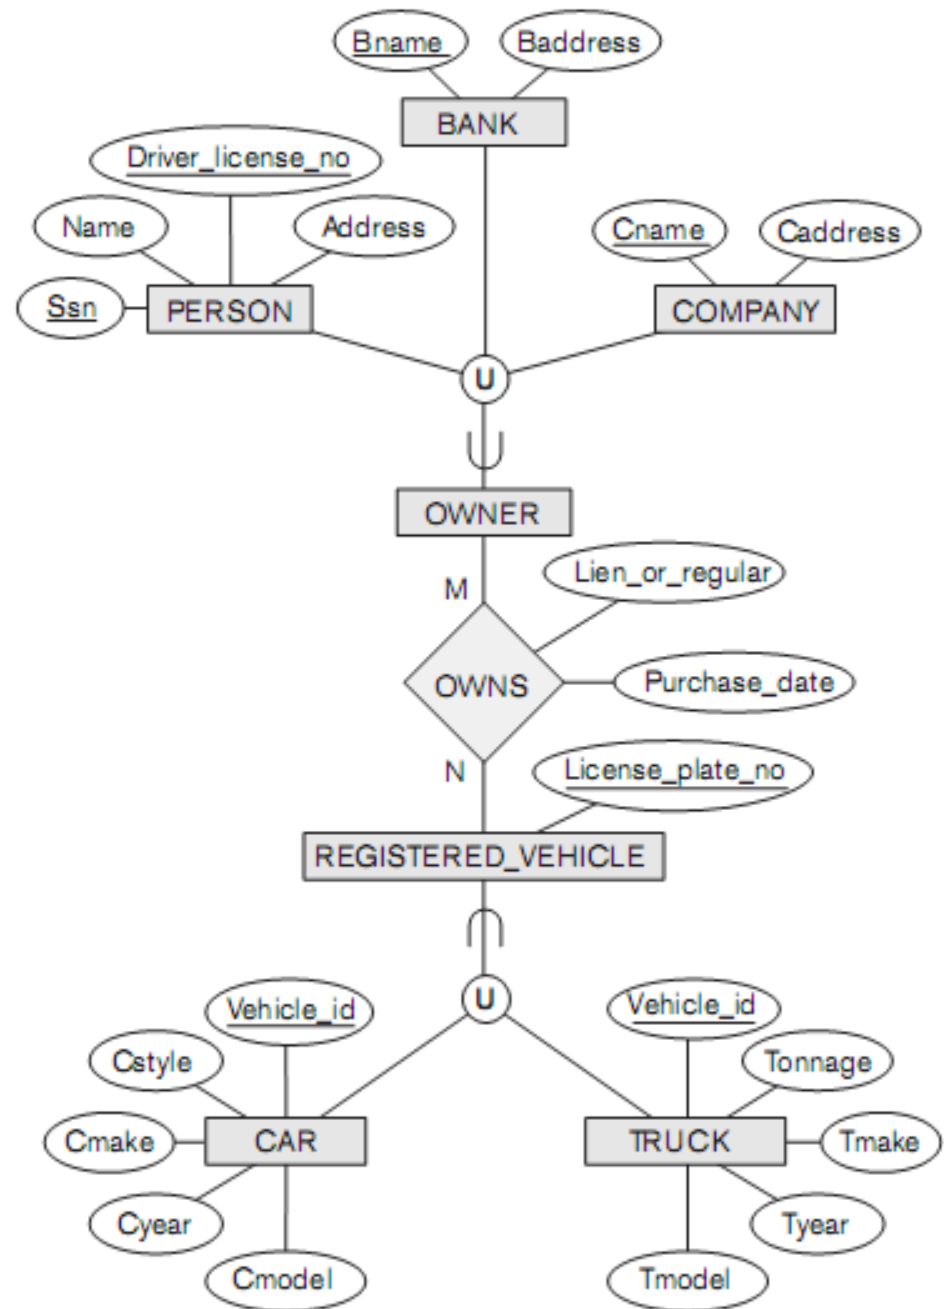 Bname
Baddress
BANK
Driver_license_no
Name
Address
Cname
Caddress
Ssn
PERSON
COMPANY
U
OWNER
M
Lien_or_regular
OWNS
Purchase_date
N
License_plate_no
REGISTERED_VEHICLE
U
Vehicle_id
Vehicle_id
Cstyle
Tonnage
Cmake
CAR
TRUCK
Tmake
Cyear
Tyear
Cmodel
Tmodel